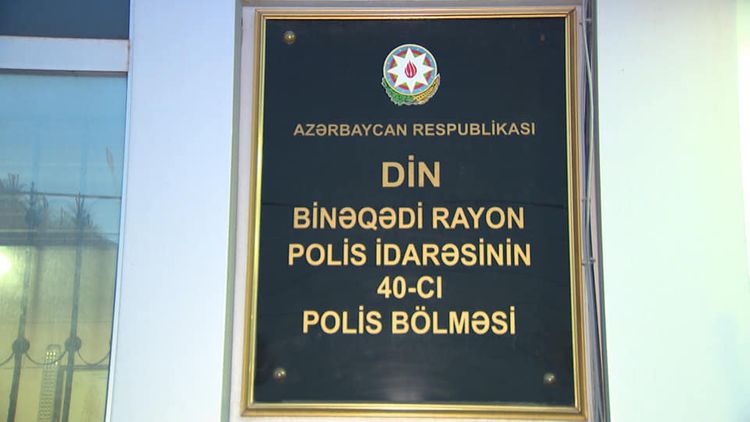 AZƏRBAYCAN RESPUBLİKASI
DİN
BİNƏQƏDİ RAYON
POLİS İDARƏSİNİN
40-CI
POLİS BÖLMƏSİ